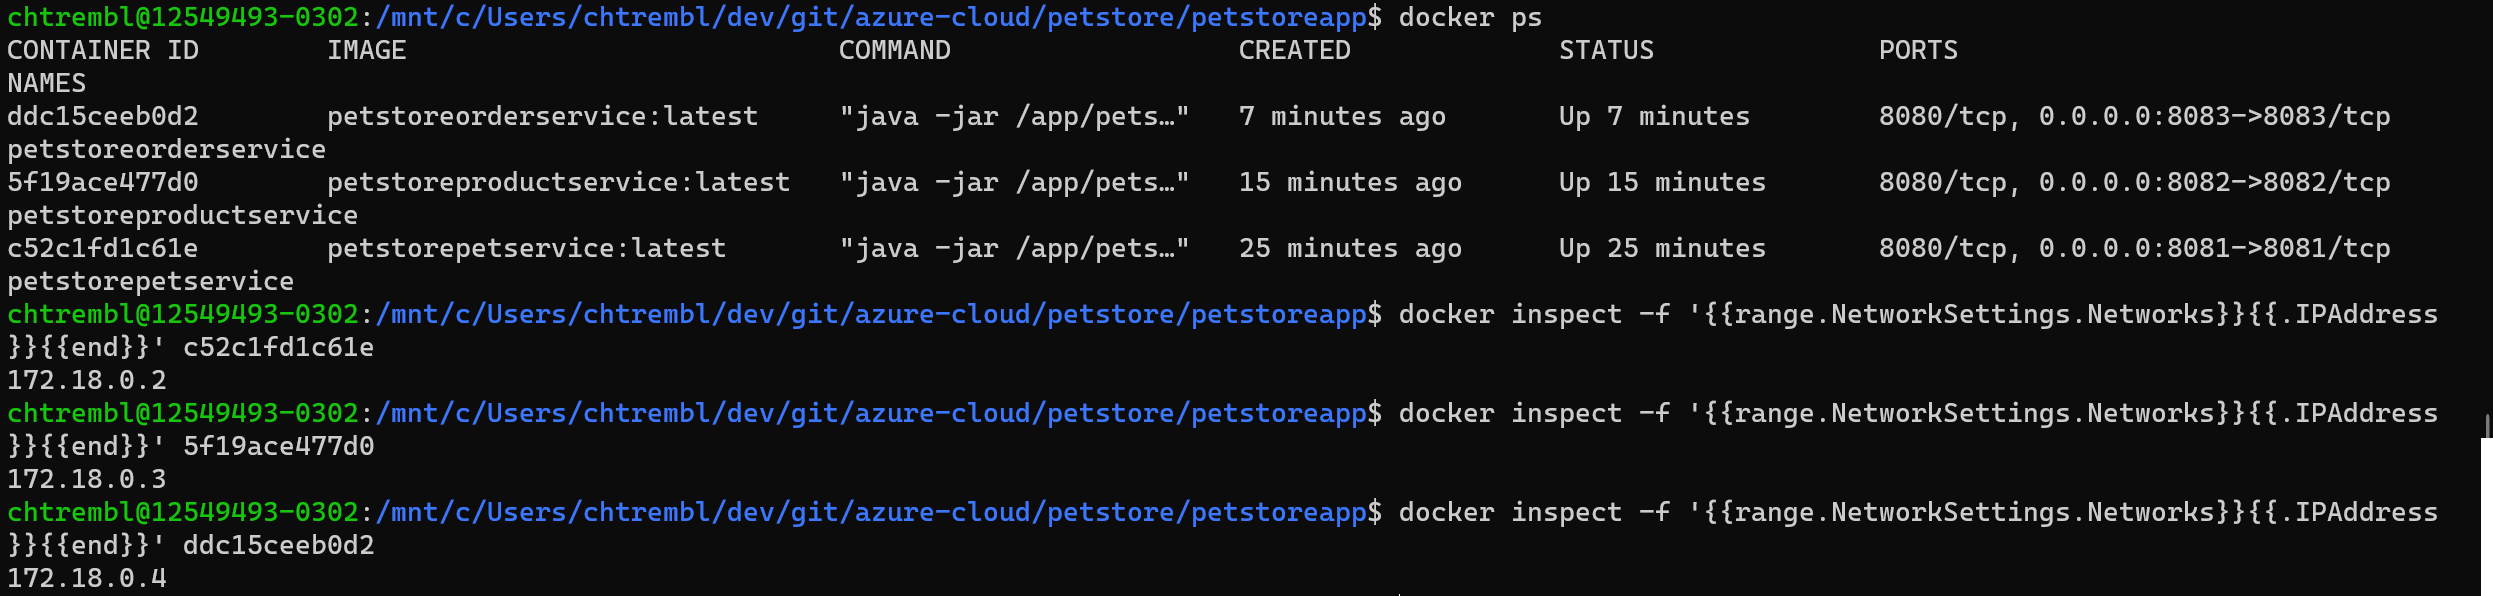 chtrembl@12549493-0302:/mnt/c/Users/chtrembl/dev/git/azure-cloud/petstore/petstoreapp$ docker ps
CONTAINER ID        IMAGE                           COMMAND                  CREATED             STATUS              PORTS
NAMES
ddc15ceeb0d2        petstoreorderservice:latest     "java -jar /app/pets…"   7 minutes ago       Up 7 minutes        8080/tcp, 0.0.0.0:8083->8083/tcp
petstoreorderservice
5f19ace477d0        petstoreproductservice:latest   "java -jar /app/pets…"   15 minutes ago      Up 15 minutes       8080/tcp, 0.0.0.0:8082->8082/tcp
petstoreproductservice
c52c1fd1c61e        petstorepetservice:latest       "java -jar /app/pets…"   25 minutes ago      Up 25 minutes       8080/tcp, 0.0.0.0:8081->8081/tcp
petstorepetservice
chtrembl@12549493-0302:/mnt/c/Users/chtrembl/dev/git/azure-cloud/petstore/petstoreapp$ docker inspect -f '{{range.NetworkSettings.Networks}}{{.IPAddress
}}{{end}}' c52c1fd1c61e
172.18.0.2
chtrembl@12549493-0302:/mnt/c/Users/chtrembl/dev/git/azure-cloud/petstore/petstoreapp$ docker inspect -f '{{range.NetworkSettings.Networks}}{{.IPAddress
}}{{end}}' 5f19ace477d0
172.18.0.3
chtrembl@12549493-0302:/mnt/c/Users/chtrembl/dev/git/azure-cloud/petstore/petstoreapp$ docker inspect -f '{{range.NetworkSettings.Networks}}{{.IPAddress
}}{{end}}' ddc15ceeb0d2
172.18.0.4